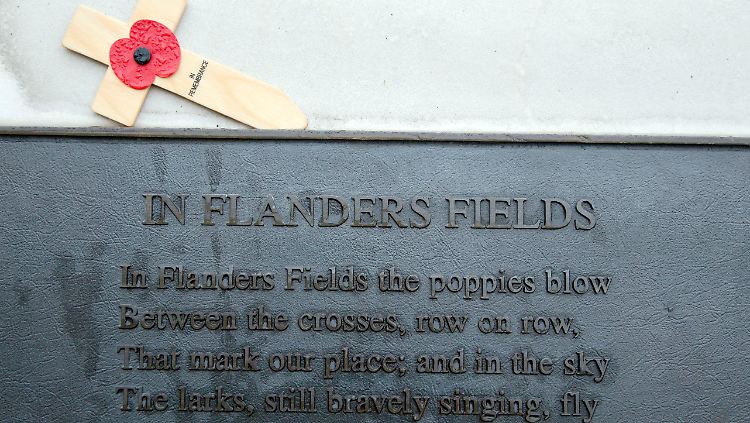 IN
REMEMBRANCE
IN FLANDERS FIELDS
In Flanders Fields the poppies blow
Between the crosses, row on row,
That mark our place; and in the sky
The larks, still bravely singing, fly